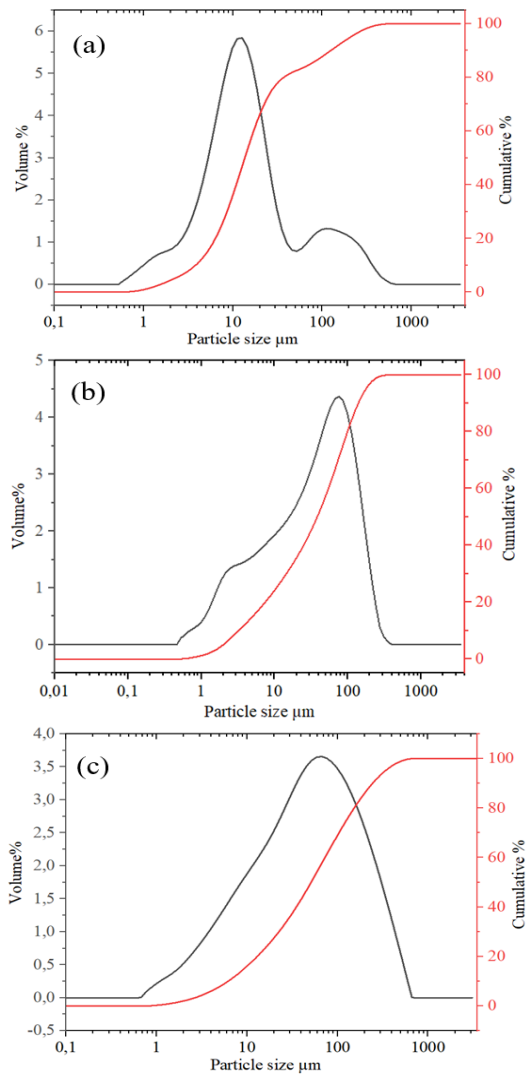 (a)
Volume %
6
5
4
3
2
1
0
100
80
60
40
20
0
Cumulative %
0,1 1 10 100 1000
Particle size µm
(b)
Volume%
5
4
3
2
1
0
100
80
60
40
20
0
Cumulative %
0,01 0,1 1 10 100 1000
Particle size µm
(c)
Volume%
4,0
3,5
3,0
2,5
2,0
1,5
1,0
0,5
0,0
-0,5
100
80
60
40
20
0
Cumulative %
0,1 1 10 100 1000
Particle size µm